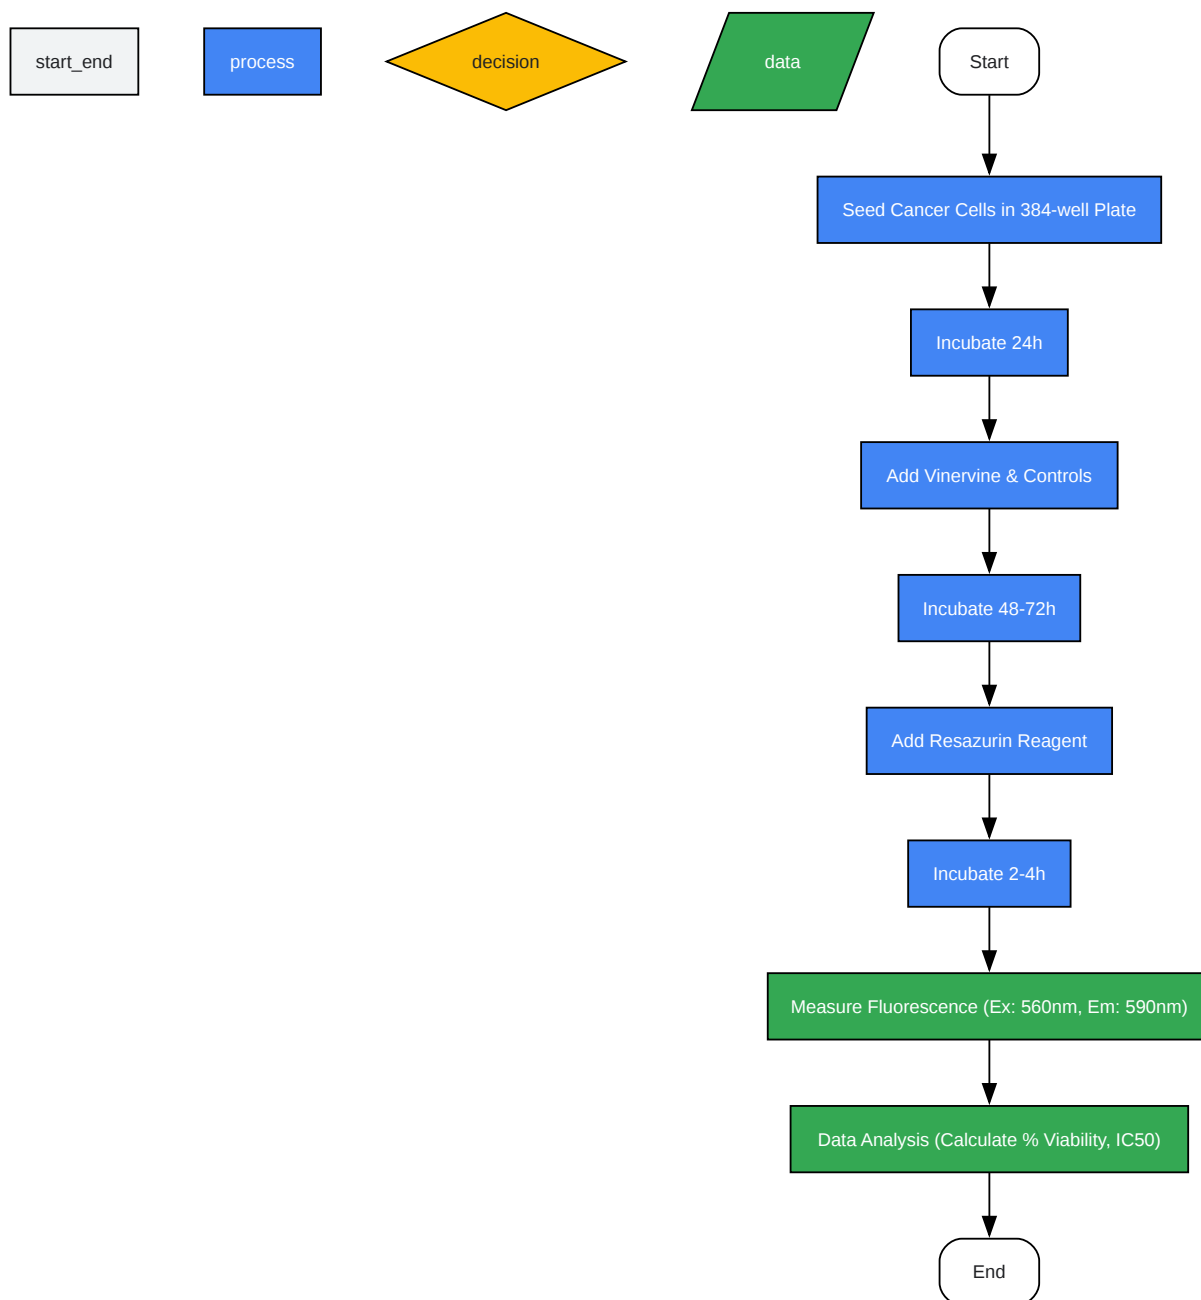 start_end
process
decision
data
Start
Seed Cancer Cells in 384-well Plate
Incubate 24h
Add Vinervine & Controls
Incubate 48-72h
Add Resazurin Reagent
Incubate 2-4h
Measure Fluorescence (Ex: 560nm, Em: 590nm)
Data Analysis (Calculate % Viability, IC50)
End